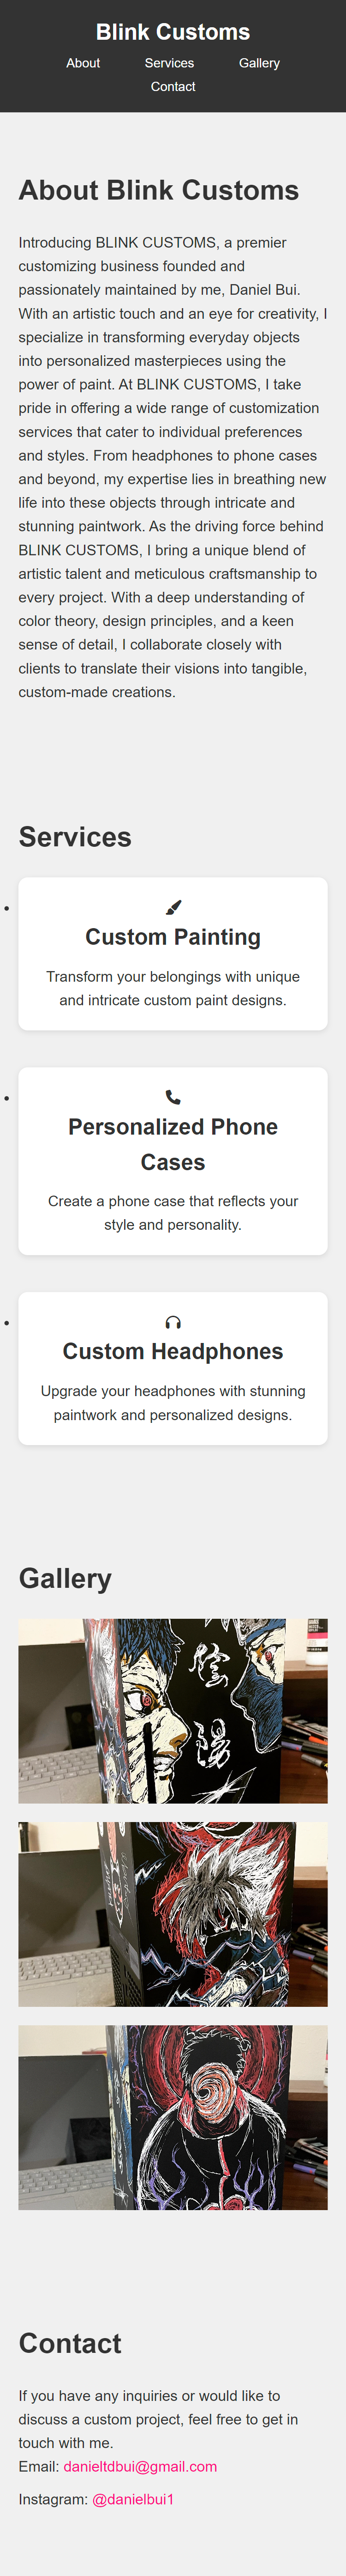 Blink Customs
About Services Gallery
Contact
About Blink Customs
Introducing BLINK CUSTOMS, a premier
customizing business founded and
passionately maintained by me, Daniel Bui.
With an artistic touch and an eye for creativity, I
specialize in transforming everyday objects
into personalized masterpieces using the
power of paint. At BLINK CUSTOMS, I take
pride in offering a wide range of customization
services that cater to individual preferences
and styles. From headphones to phone cases
and beyond, my expertise lies in breathing new
life into these objects through intricate and
stunning paintwork. As the driving force behind
BLINK CUSTOMS, I bring a unique blend of
artistic talent and meticulous craftsmanship to
every project. With a deep understanding of
color theory, design principles, and a keen
sense of detail, I collaborate closely with
clients to translate their visions into tangible,
custom-made creations.
Services
Custom Painting
Transform your belongings with unique
and intricate custom paint designs.
Personalized Phone
Cases
Create a phone case that reflects your
style and personality.
Custom Headphones
Upgrade your headphones with stunning
paintwork and personalized designs.
Gallery
陰
陽
Contact
If you have any inquiries or would like to
discuss a custom project, feel free to get in
touch with me.
Email: danieltdbui@gmail.com
Instagram: @danielbui1